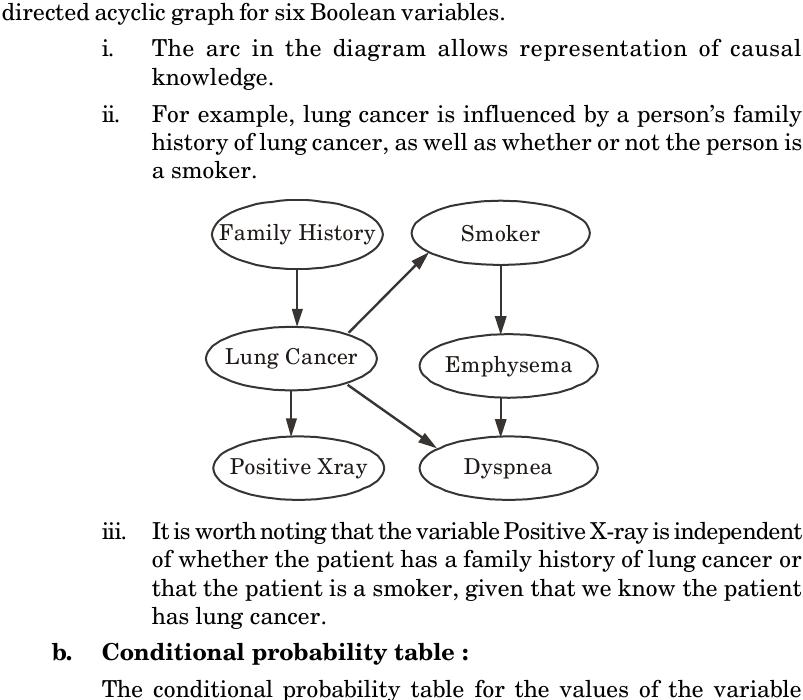 directed acyclic graph for six Boolean variables.
i. The arc in the diagram allows representation of causal
knowledge.
ii. For example, lung cancer is influenced by a person's family
history of lung cancer, as well as whether or not the person is
a smoker.
Family History
Smoker
Lung Cancer
Emphysema
Positive Xray
Dyspnea
iii. It is worth noting that the variable Positive X-ray is independent
of whether the patient has a family history of lung cancer or
that the patient is a smoker, given that we know the patient
has lung cancer.
b. Conditional probability table :
The conditional probability table for the values of the variable